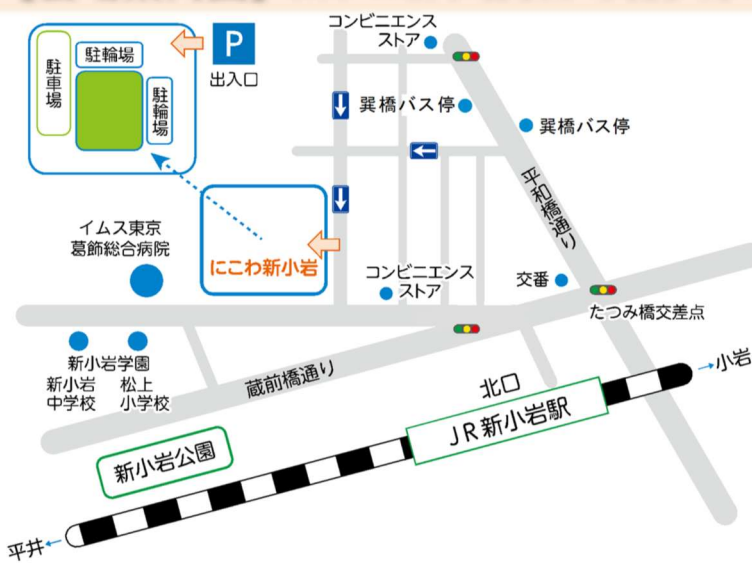 コンビニエンス
ストア
P
出入口
駐輪場
駐車場
駐輪場
巽橋バス停
巽橋バス停
平和橋通り
イムス東京
葛飾総合病院
にこわ新小岩
コンビニエンス
ストア
交番
たつみ橋交差点
新小岩学園
新小岩
中学校
松上
小学校
蔵前橋通り
小岩
北口
JR新小岩駅
新小岩公園
平井